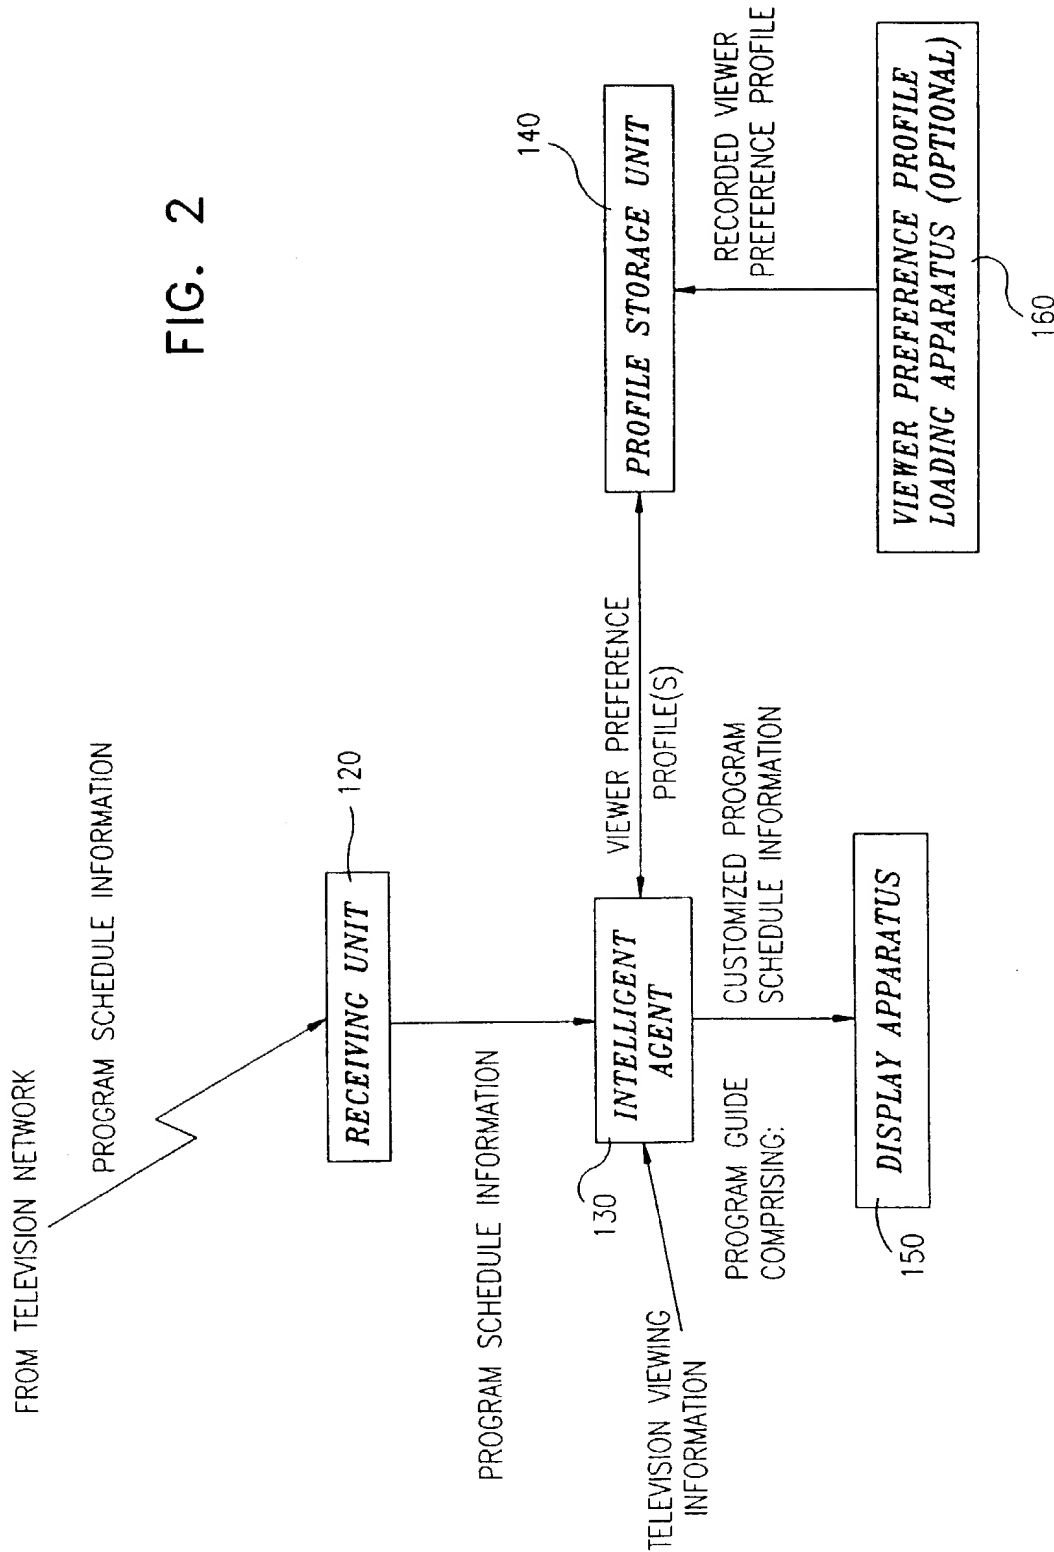 FIG. 2
FROM TELEVISION NETWORK
PROGRAM SCHEDULE INFORMATION
120
RECEIVING UNIT
PROGRAM SCHEDULE INFORMATION
130
INTELLIGENT
AGENT
TELEVISION VIEWING
INFORMATION
VIEWER PREFERENCE
PROFILE(S)
140
PROFILE STORAGE UNIT
RECORDED VIEWER
PREFERENCE PROFILE
PROGRAM GUIDE
COMPRISING:
CUSTOMIZED PROGRAM
SCHEDULE INFORMATION
DISPLAY APPARATUS
150
VIEWER PREFERENCE PROFILE
LOADING APPARATUS (OPTIONAL)
160